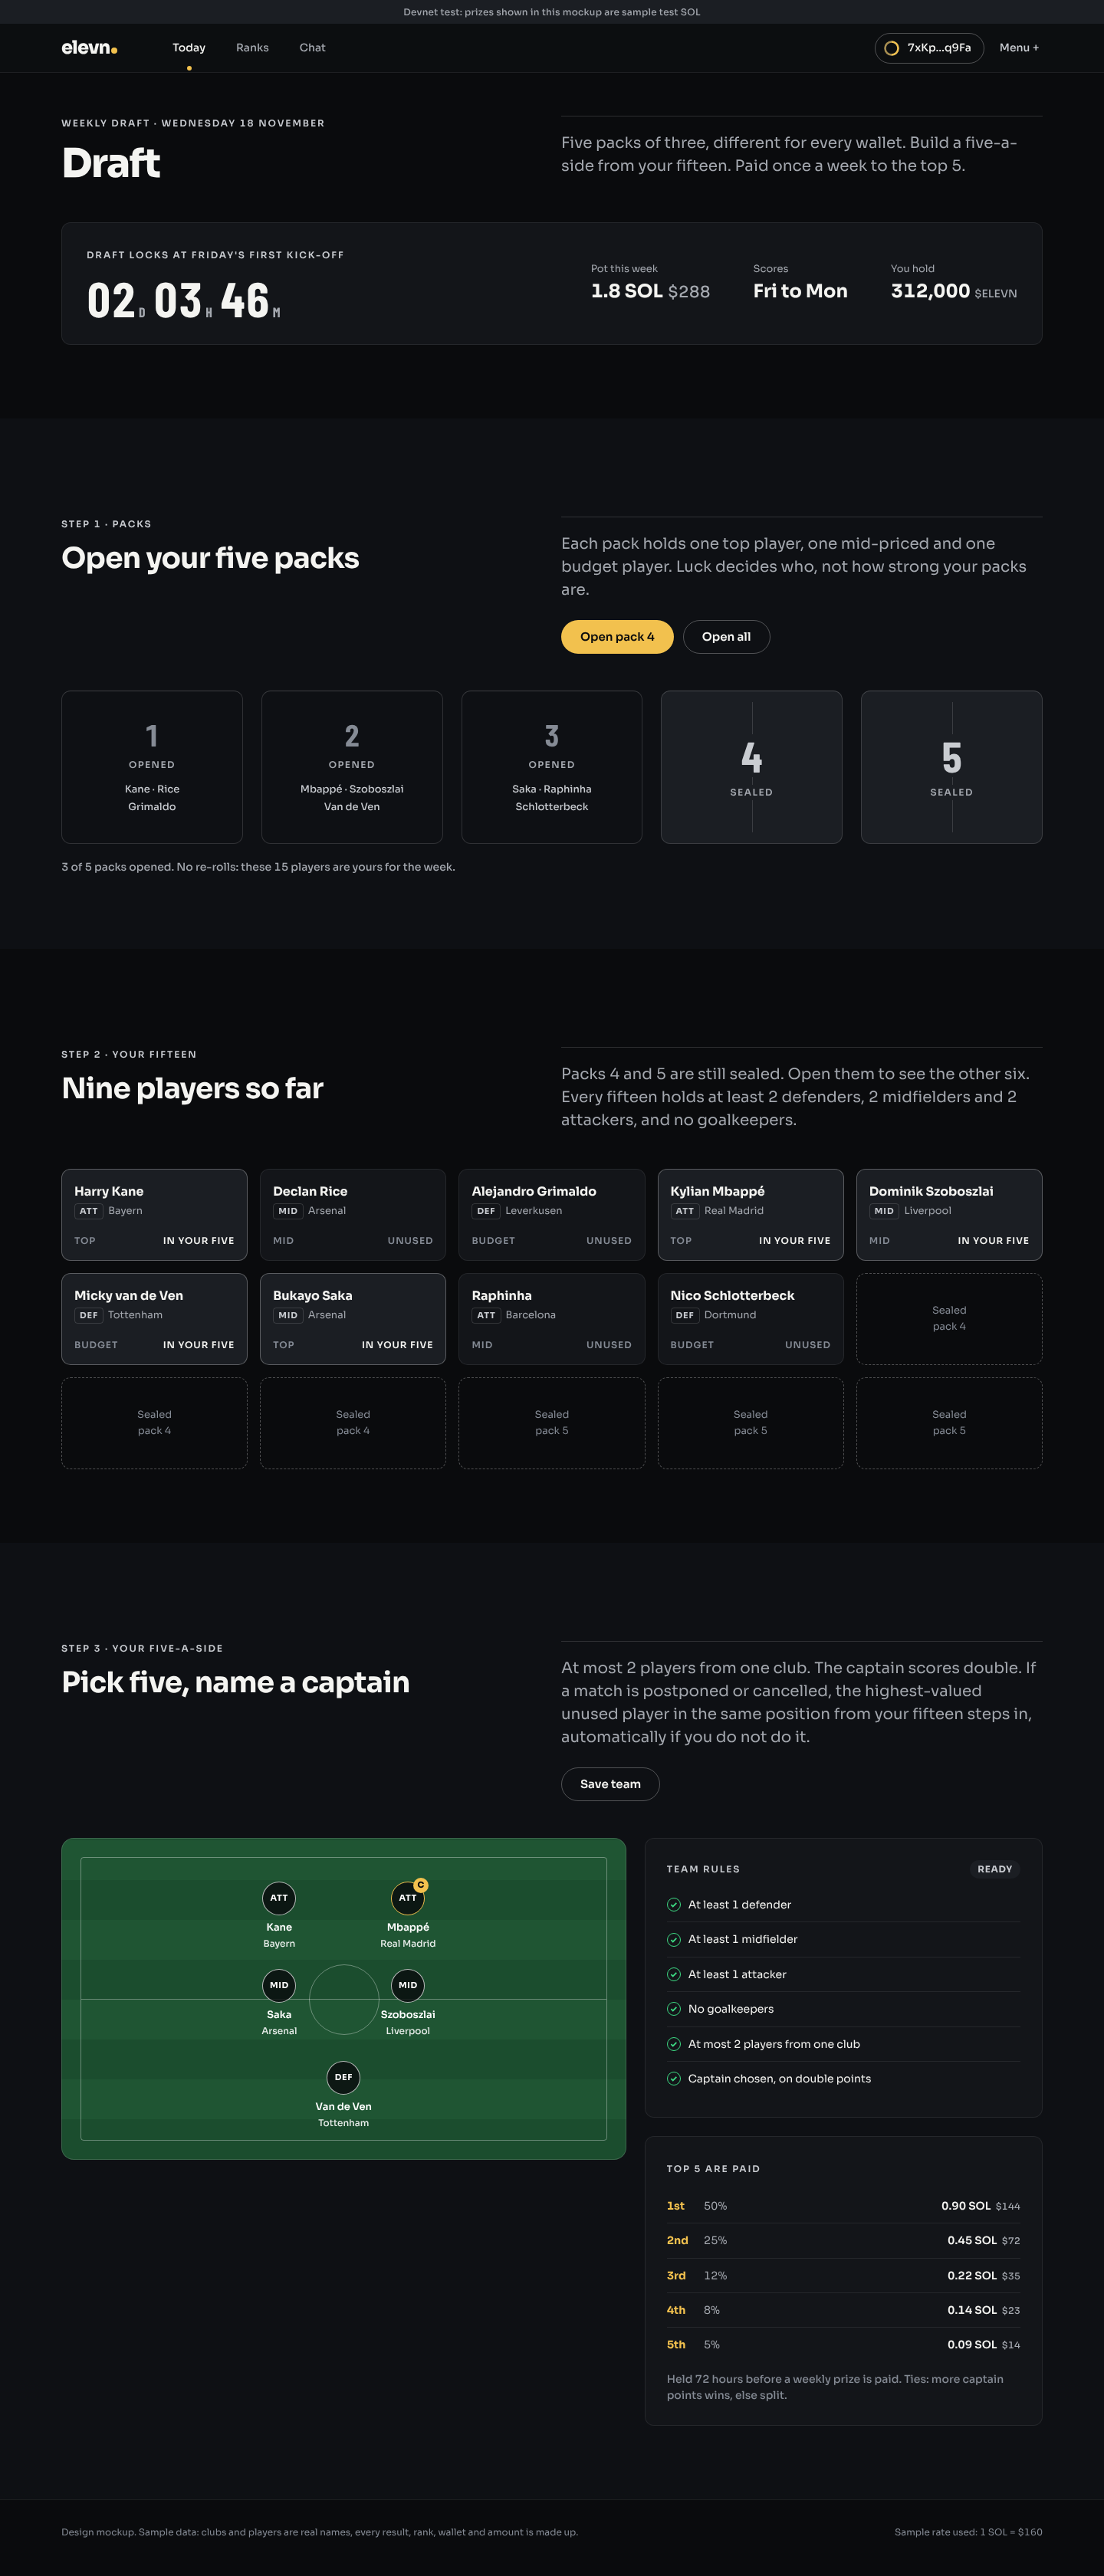 Devnet test: prizes shown in this mockup are sample test SOL
elevn.
Today
Ranks
Chat
7xKp...q9Fa
Menu +
WEEKLY DRAFT · WEDNESDAY 18 NOVEMBER
Draft
Five packs of three, different for every wallet. Build a five-a-
side from your fifteen. Paid once a week to the top 5.
DRAFT LOCKS AT FRIDAY'S FIRST KICK-OFF
02 D 03 H 46 M
Pot this week
1.8 SOL $288
Scores
Fri to Mon
You hold
312,000 $ELEVN
STEP 1 · PACKS
Open your five packs
Each pack holds one top player, one mid-priced and one
budget player. Luck decides who, not how strong your packs
are.
Open pack 4
Open all
1
OPENED
Kane · Rice
Grimaldo
2
OPENED
Mbappé · Szoboszlai
Van de Ven
3
OPENED
Saka · Raphinha
Schlotterbeck
4
SEALED
5
SEALED
3 of 5 packs opened. No re-rolls: these 15 players are yours for the week.
STEP 2 · YOUR FIFTEEN
Nine players so far
Packs 4 and 5 are still sealed. Open them to see the other six.
Every fifteen holds at least 2 defenders, 2 midfielders and 2
attackers, and no goalkeepers.
Harry Kane
ATT Bayern
TOP IN YOUR FIVE
Declan Rice
MID Arsenal
MID UNUSED
Alejandro Grimaldo
DEF Leverkusen
BUDGET UNUSED
Kylian Mbappé
ATT Real Madrid
TOP IN YOUR FIVE
Dominik Szoboszlai
MID Liverpool
MID IN YOUR FIVE
Micky van de Ven
DEF Tottenham
BUDGET IN YOUR FIVE
Bukayo Saka
MID Arsenal
TOP IN YOUR FIVE
Raphinha
ATT Barcelona
MID UNUSED
Nico Schlotterbeck
DEF Dortmund
BUDGET UNUSED
Sealed
pack 4
Sealed
pack 4
Sealed
pack 4
Sealed
pack 5
Sealed
pack 5
Sealed
pack 5
STEP 3 · YOUR FIVE-A-SIDE
Pick five, name a captain
At most 2 players from one club. The captain scores double. If
a match is postponed or cancelled, the highest-valued
unused player in the same position from your fifteen steps in,
automatically if you do not do it.
Save team
ATT
Kane
Bayern
C
ATT
Mbappé
Real Madrid
MID
Saka
Arsenal
MID
Szoboszlai
Liverpool
DEF
Van de Ven
Tottenham
TEAM RULES
READY
At least 1 defender
At least 1 midfielder
At least 1 attacker
No goalkeepers
At most 2 players from one club
Captain chosen, on double points
TOP 5 ARE PAID
1st 50% 0.90 SOL $144
2nd 25% 0.45 SOL $72
3rd 12% 0.22 SOL $35
4th 8% 0.14 SOL $23
5th 5% 0.09 SOL $14
Held 72 hours before a weekly prize is paid. Ties: more captain
points wins, else split.
Design mockup. Sample data: clubs and players are real names, every result, rank, wallet and amount is made up.
Sample rate used: 1 SOL = $160